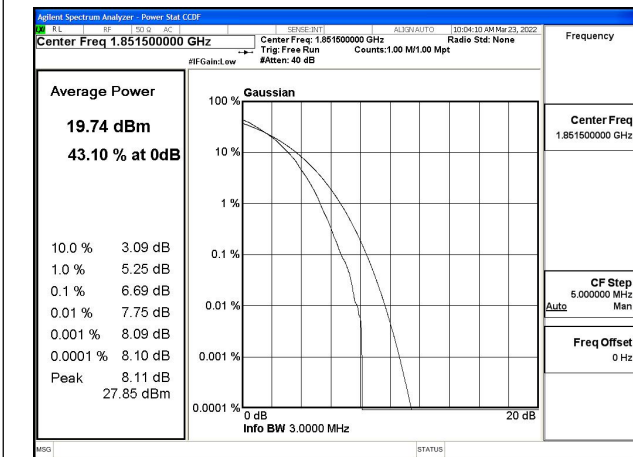 Agilent Spectrum Analyzer - Power Stat CCDF
RL RF 50 Ω AC SENSE:INT ALIGN AUTO 10:04:10 AM Mar 23, 2022
Center Freq 1.851500000 GHz
Center Freq: 1.851500000 GHz Radio Std: None
Trig: Free Run Counts:1.00 M/1.00 Mpt
#IFGain:Low #Atten: 40 dB
Frequency
Average Power
19.74 dBm
43.10 % at 0dB
10.0 % 3.09 dB
1.0 % 5.25 dB
0.1 % 6.69 dB
0.01 % 7.75 dB
0.001 % 8.09 dB
0.0001 % 8.10 dB
Peak 8.11 dB
27.85 dBm
Gaussian
100 %
10 %
1 %
0.1 %
0.01 %
0.001 %
0.0001 %
0 dB 20 dB
Info BW 3.0000 MHz
Center Freq
1.851500000 GHz
CF Step
5.000000 MHz
Auto Man
Freq Offset
0 Hz
MSG STATUS